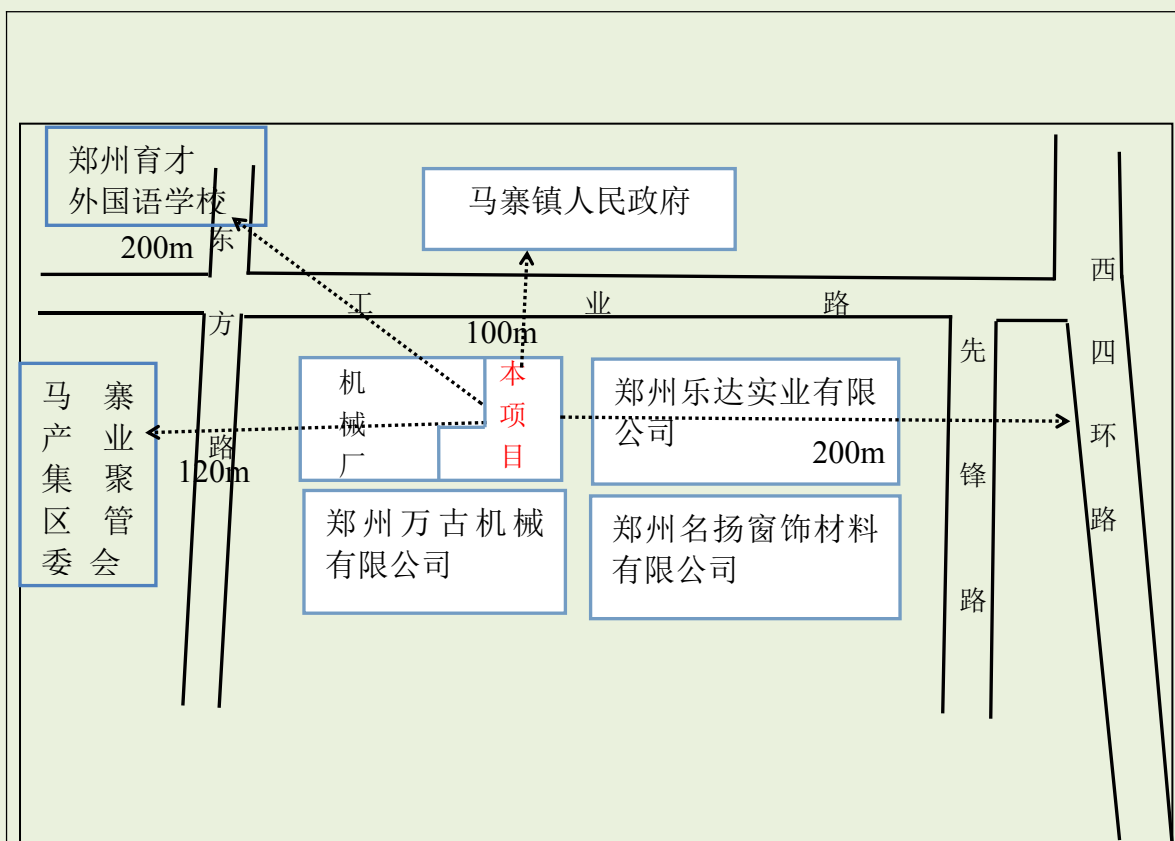 郑州育才
外国语学校
马寨镇人民政府
200m
东方路
工业路
西四环路
100m
先锋路
机械厂
本项目
郑州乐达实业有限
公司
200m
马寨
产业
集聚
区管
委会
120m
郑州万古机械
有限公司
郑州名扬窗饰材料
有限公司